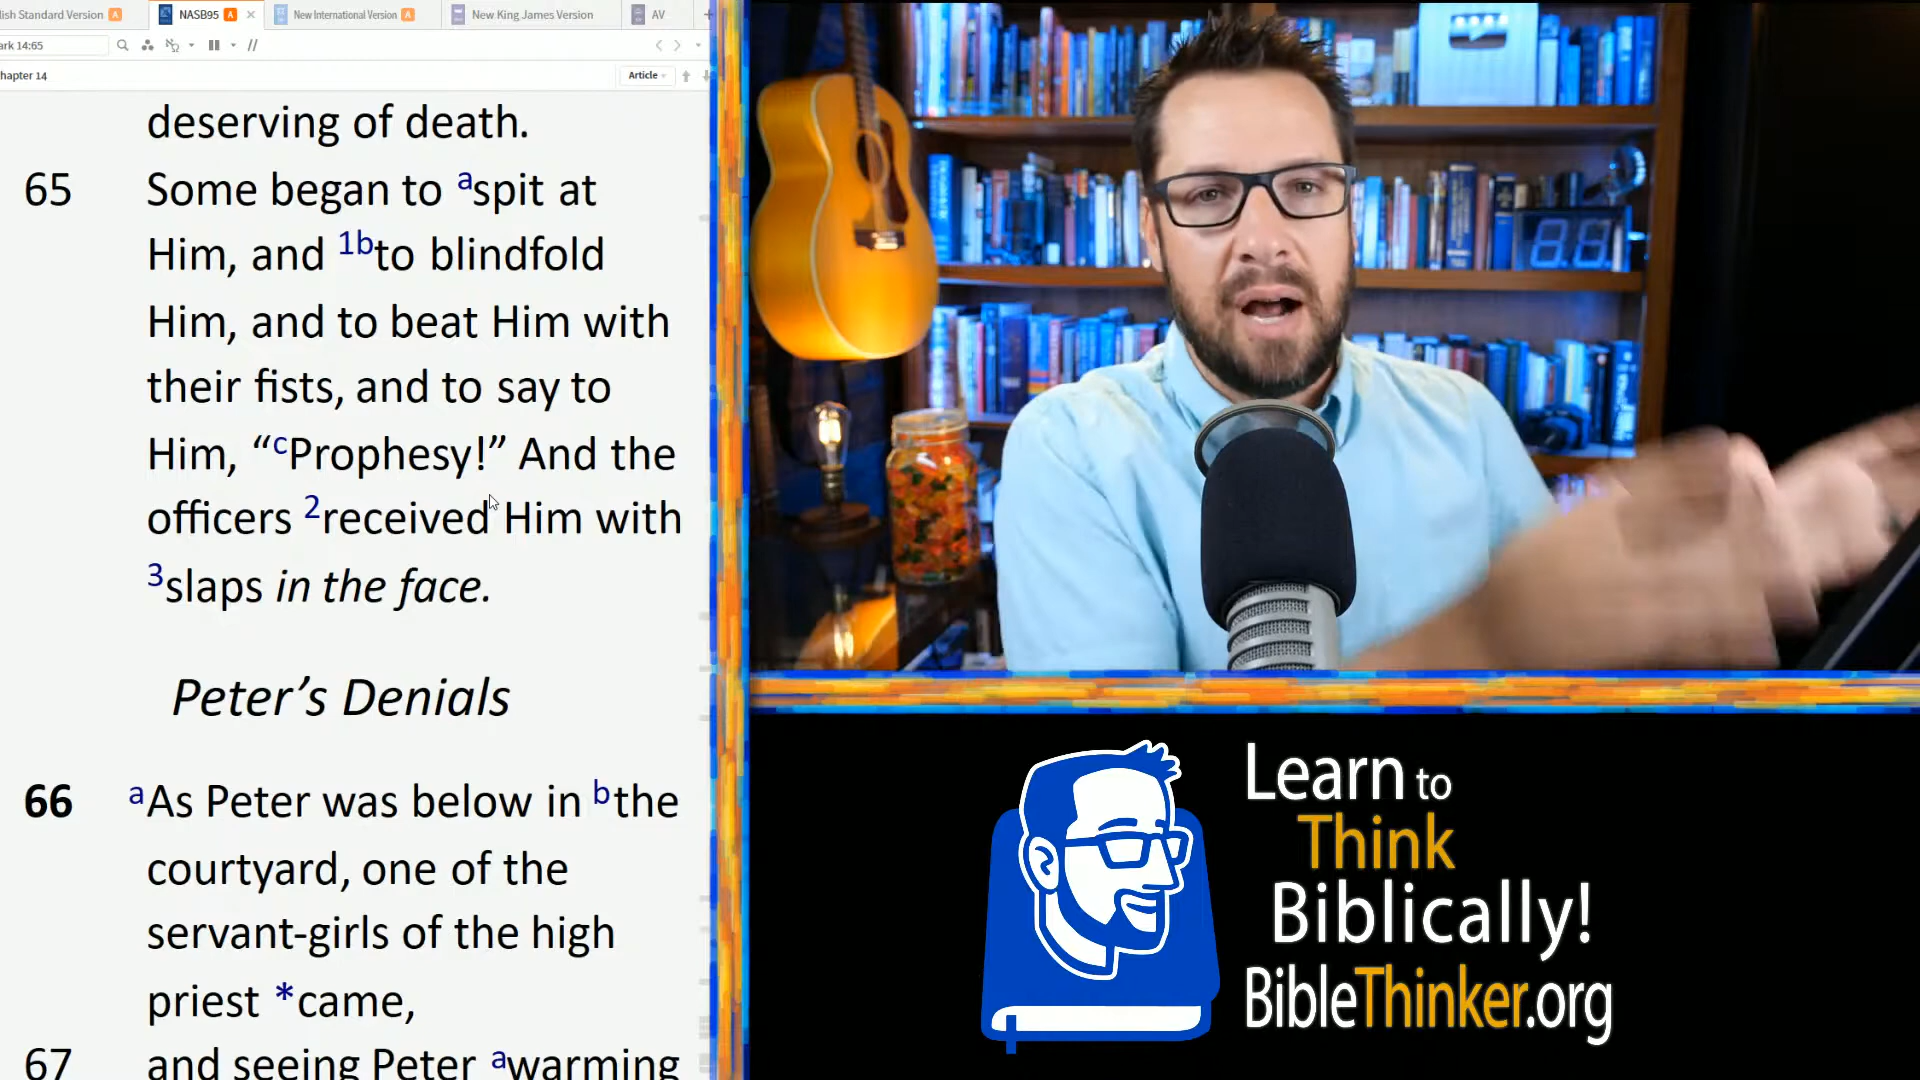 lish Standard Version A
NASB95 A
New International Version A
New King James Version
AV
ark 14:65
hapter 14
Article
deserving of death.
65 Some began to aspit at
Him, and 1bto blindfold
Him, and to beat Him with
their fists, and to say to
Him, “cProphesy!” And the
officers 2received Him with
3slaps in the face.
Peter’s Denials
66 aAs Peter was below in bthe
courtyard, one of the
servant-girls of the high
priest *came,
67 and seeing Peter awarming
Learn to
Think
Biblically!
BibleThinker.org